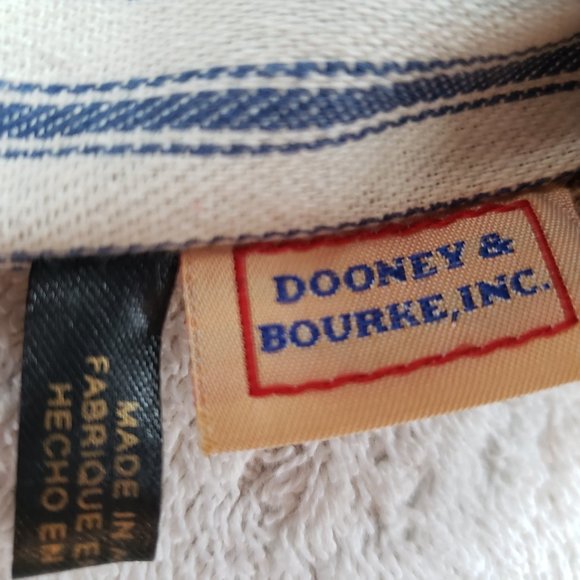 DOONEY &
BOURKE, INC.
MADE IN
FABRIQUE E
HECHO EN